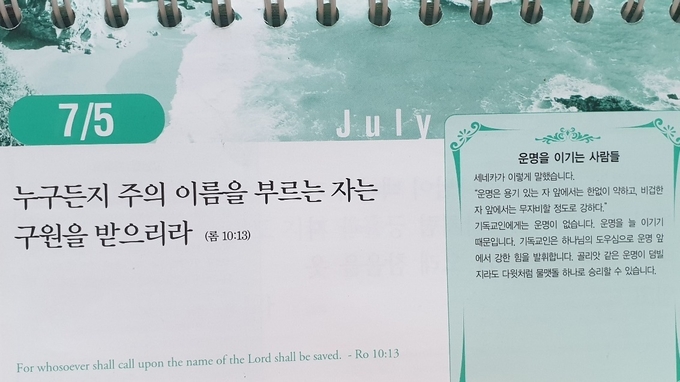 7/5
July
누구든지 주의 이름을 부르는 자는
구원을 받으리라 (롬 10:13)
For whosoever shall call upon the name of the Lord shall be saved. - Ro 10:13
운명을 이기는 사람들
세네카가 이렇게 말했습니다.
"운명은 용기 있는 자 앞에서는 한없이 약하고, 비겁한
자 앞에서는 무자비할 정도로 강하다."
기독교인에게는 운명이 없습니다. 운명을 늘 이기기
때문입니다. 기독교인은 하나님의 도우심으로 운명 앞
에서 강한 힘을 발휘합니다. 골리앗 같은 운명이 덤빌
지라도 다윗처럼 물맷돌 하나로 승리할 수 있습니다.